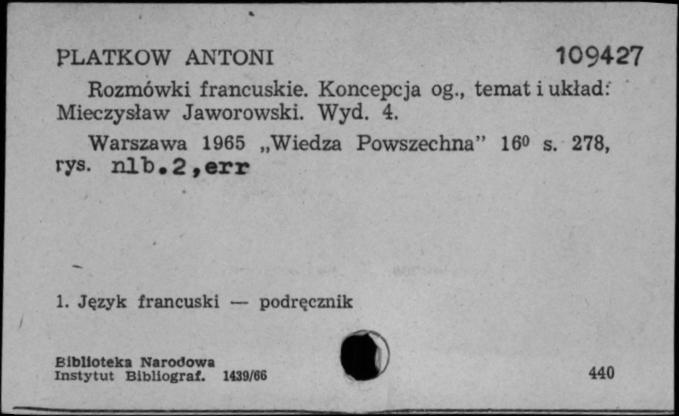 PLATKOW ANTONI 109427
Rozmówki francuskie. Koncepcja og., temat i układ:
Mieczysław Jaworowski. Wyd. 4.
Warszawa 1965 „Wiedza Powszechna” 16⁰ s. 278,
rys. nlb.2,err
1. Język francuski — podręcznik
Biblioteka Narodowa
Instytut Bibliograf. 1439/66 440